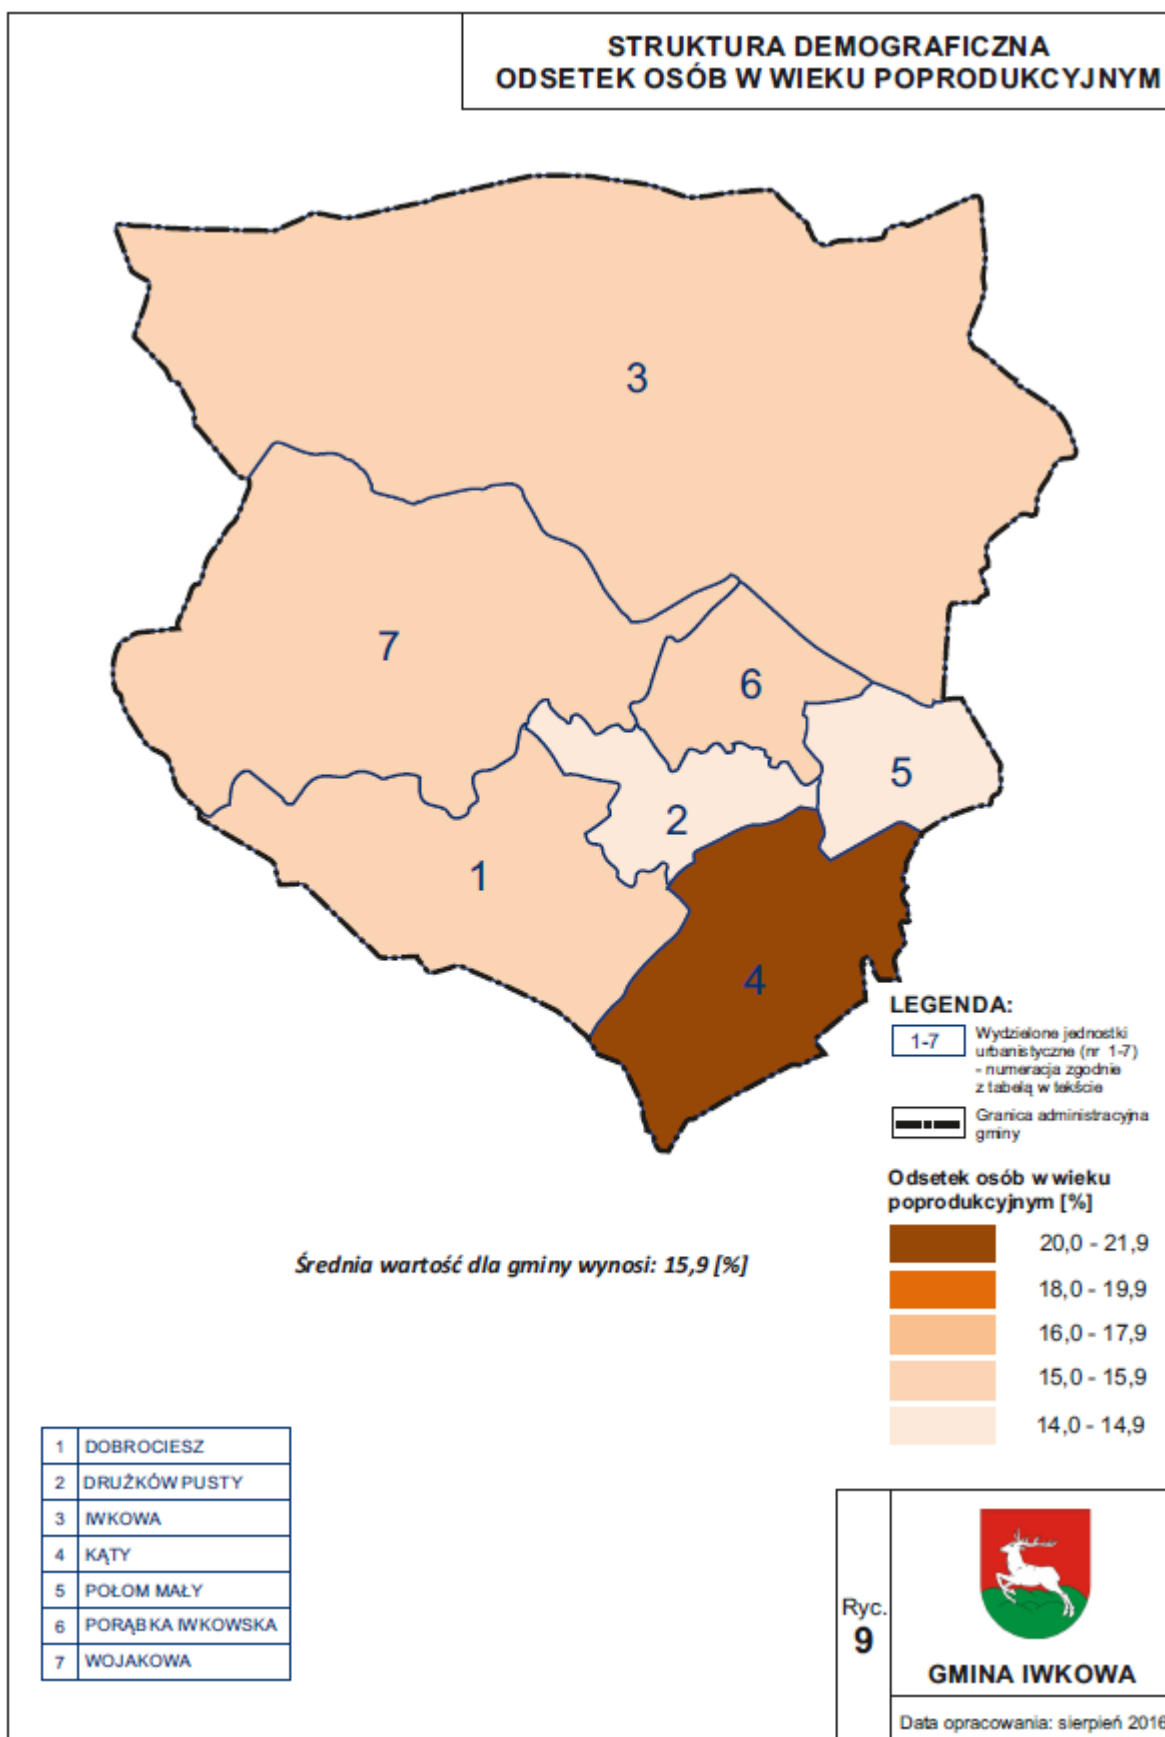 STRUKTURA DEMOGRAFICZNA
ODSETEK OSÓB W WIEKU POPRODUKCYJNYM
3
7
6
5
2
1
4
LEGENDA:
1-7
Wydzielone jednostki
urbanistyczne (nr 1-7)
- numeracja zgodnie
z tabelą w tekście
Granica administracyjna
gminy
Odsetek osób w wieku
poprodukcyjnym [%]
20,0 - 21,9
18,0 - 19,9
16,0 - 17,9
15,0 - 15,9
14,0 - 14,9
Średnia wartość dla gminy wynosi: 15,9 [%]
1 DOBROCIESZ
2 DRUŻKÓW PUSTY
3 IWKOWA
4 KĄTY
5 POŁOM MAŁY
6 PORĄBKA IWKOWSKA
7 WOJAKOWA
Ryc.
9
GMINA IWKOWA
Data opracowania: sierpień 2016